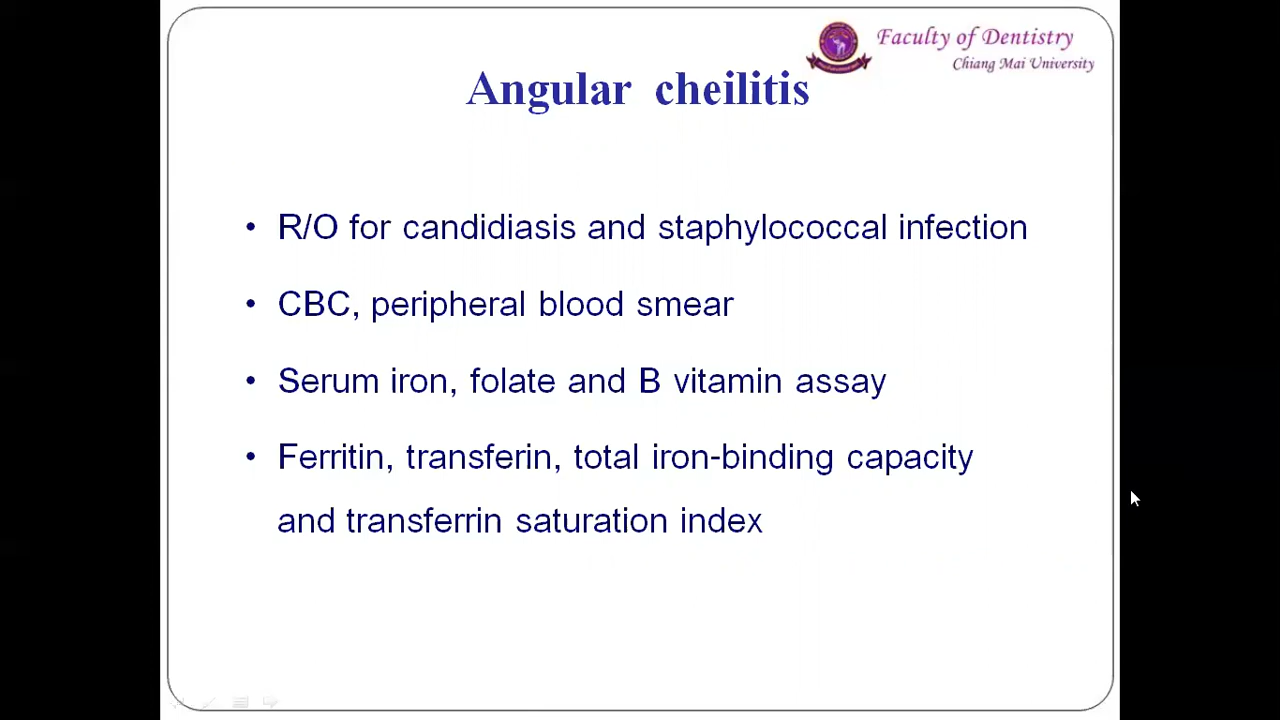 Faculty of Dentistry
Chiang Mai University
Angular cheilitis
• R/O for candidiasis and staphylococcal infection
• CBC, peripheral blood smear
• Serum iron, folate and B vitamin assay
• Ferritin, transferin, total iron-binding capacity
and transferrin saturation index